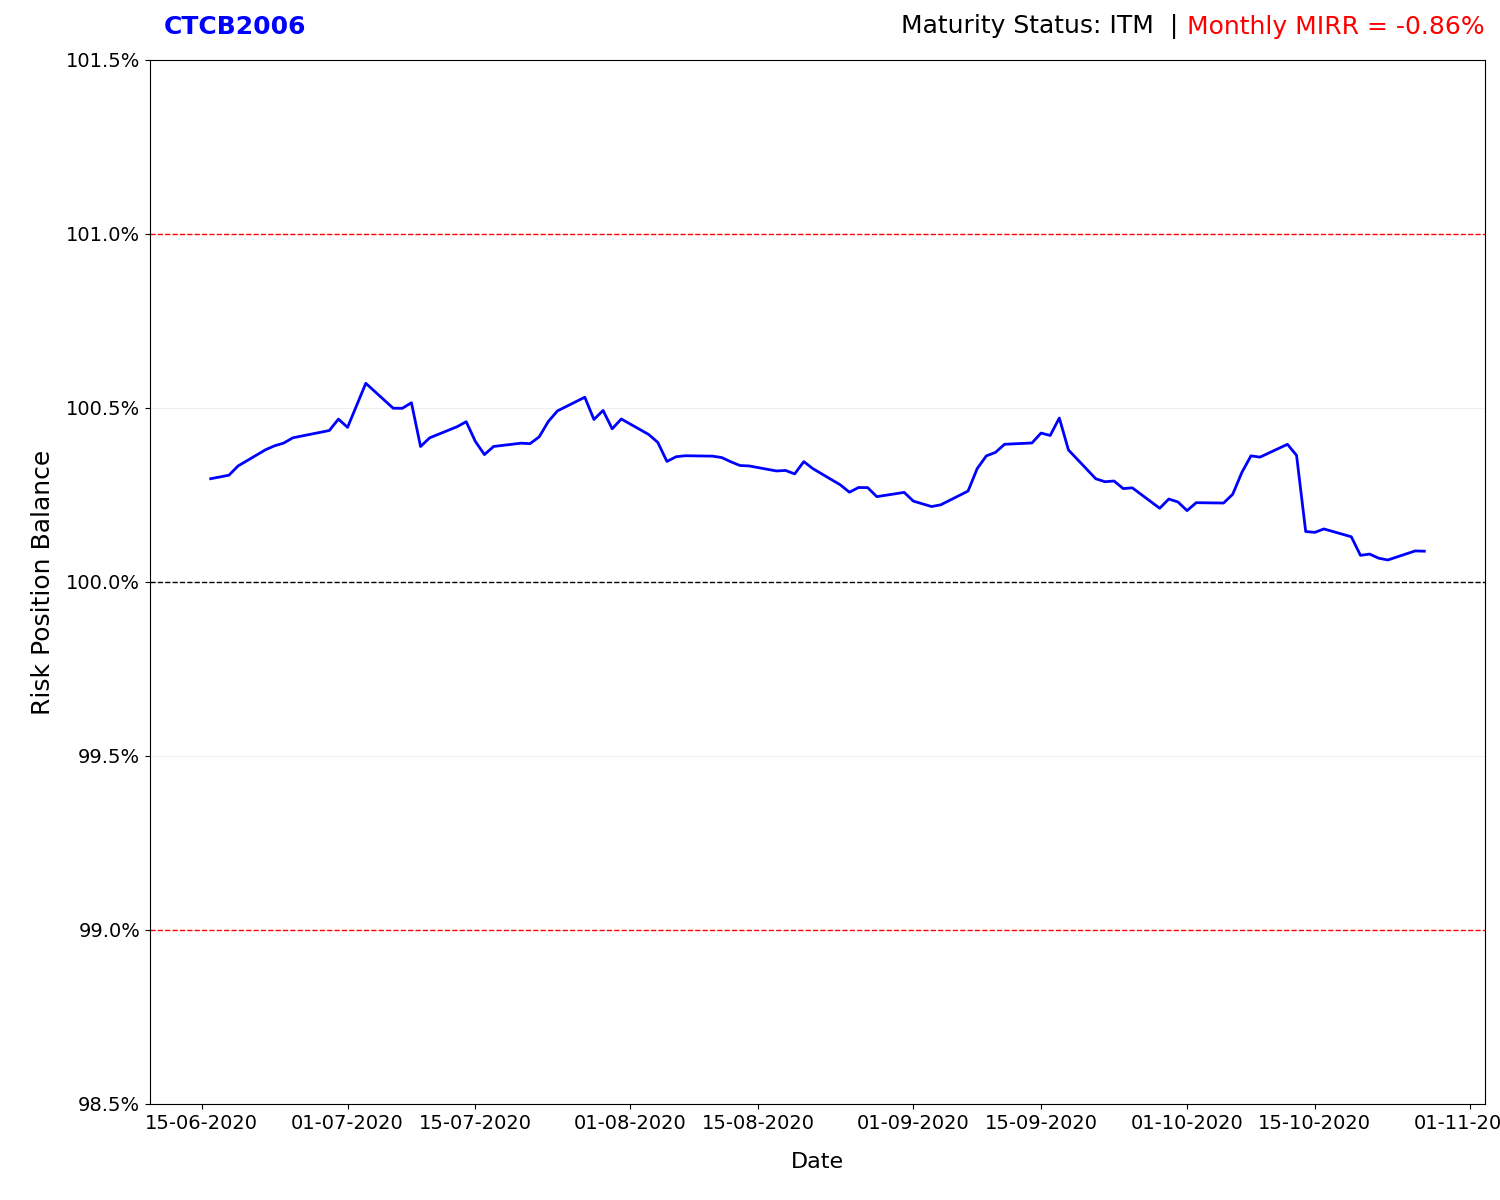 CTCB2006
Maturity Status: ITM | Monthly MIRR = -0.86%
101.5%
101.0%
100.5%
100.0%
99.5%
99.0%
98.5%
Risk Position Balance
15-06-2020 01-07-2020 15-07-2020 01-08-2020 15-08-2020 01-09-2020 15-09-2020 01-10-2020 15-10-2020 01-11-20
Date